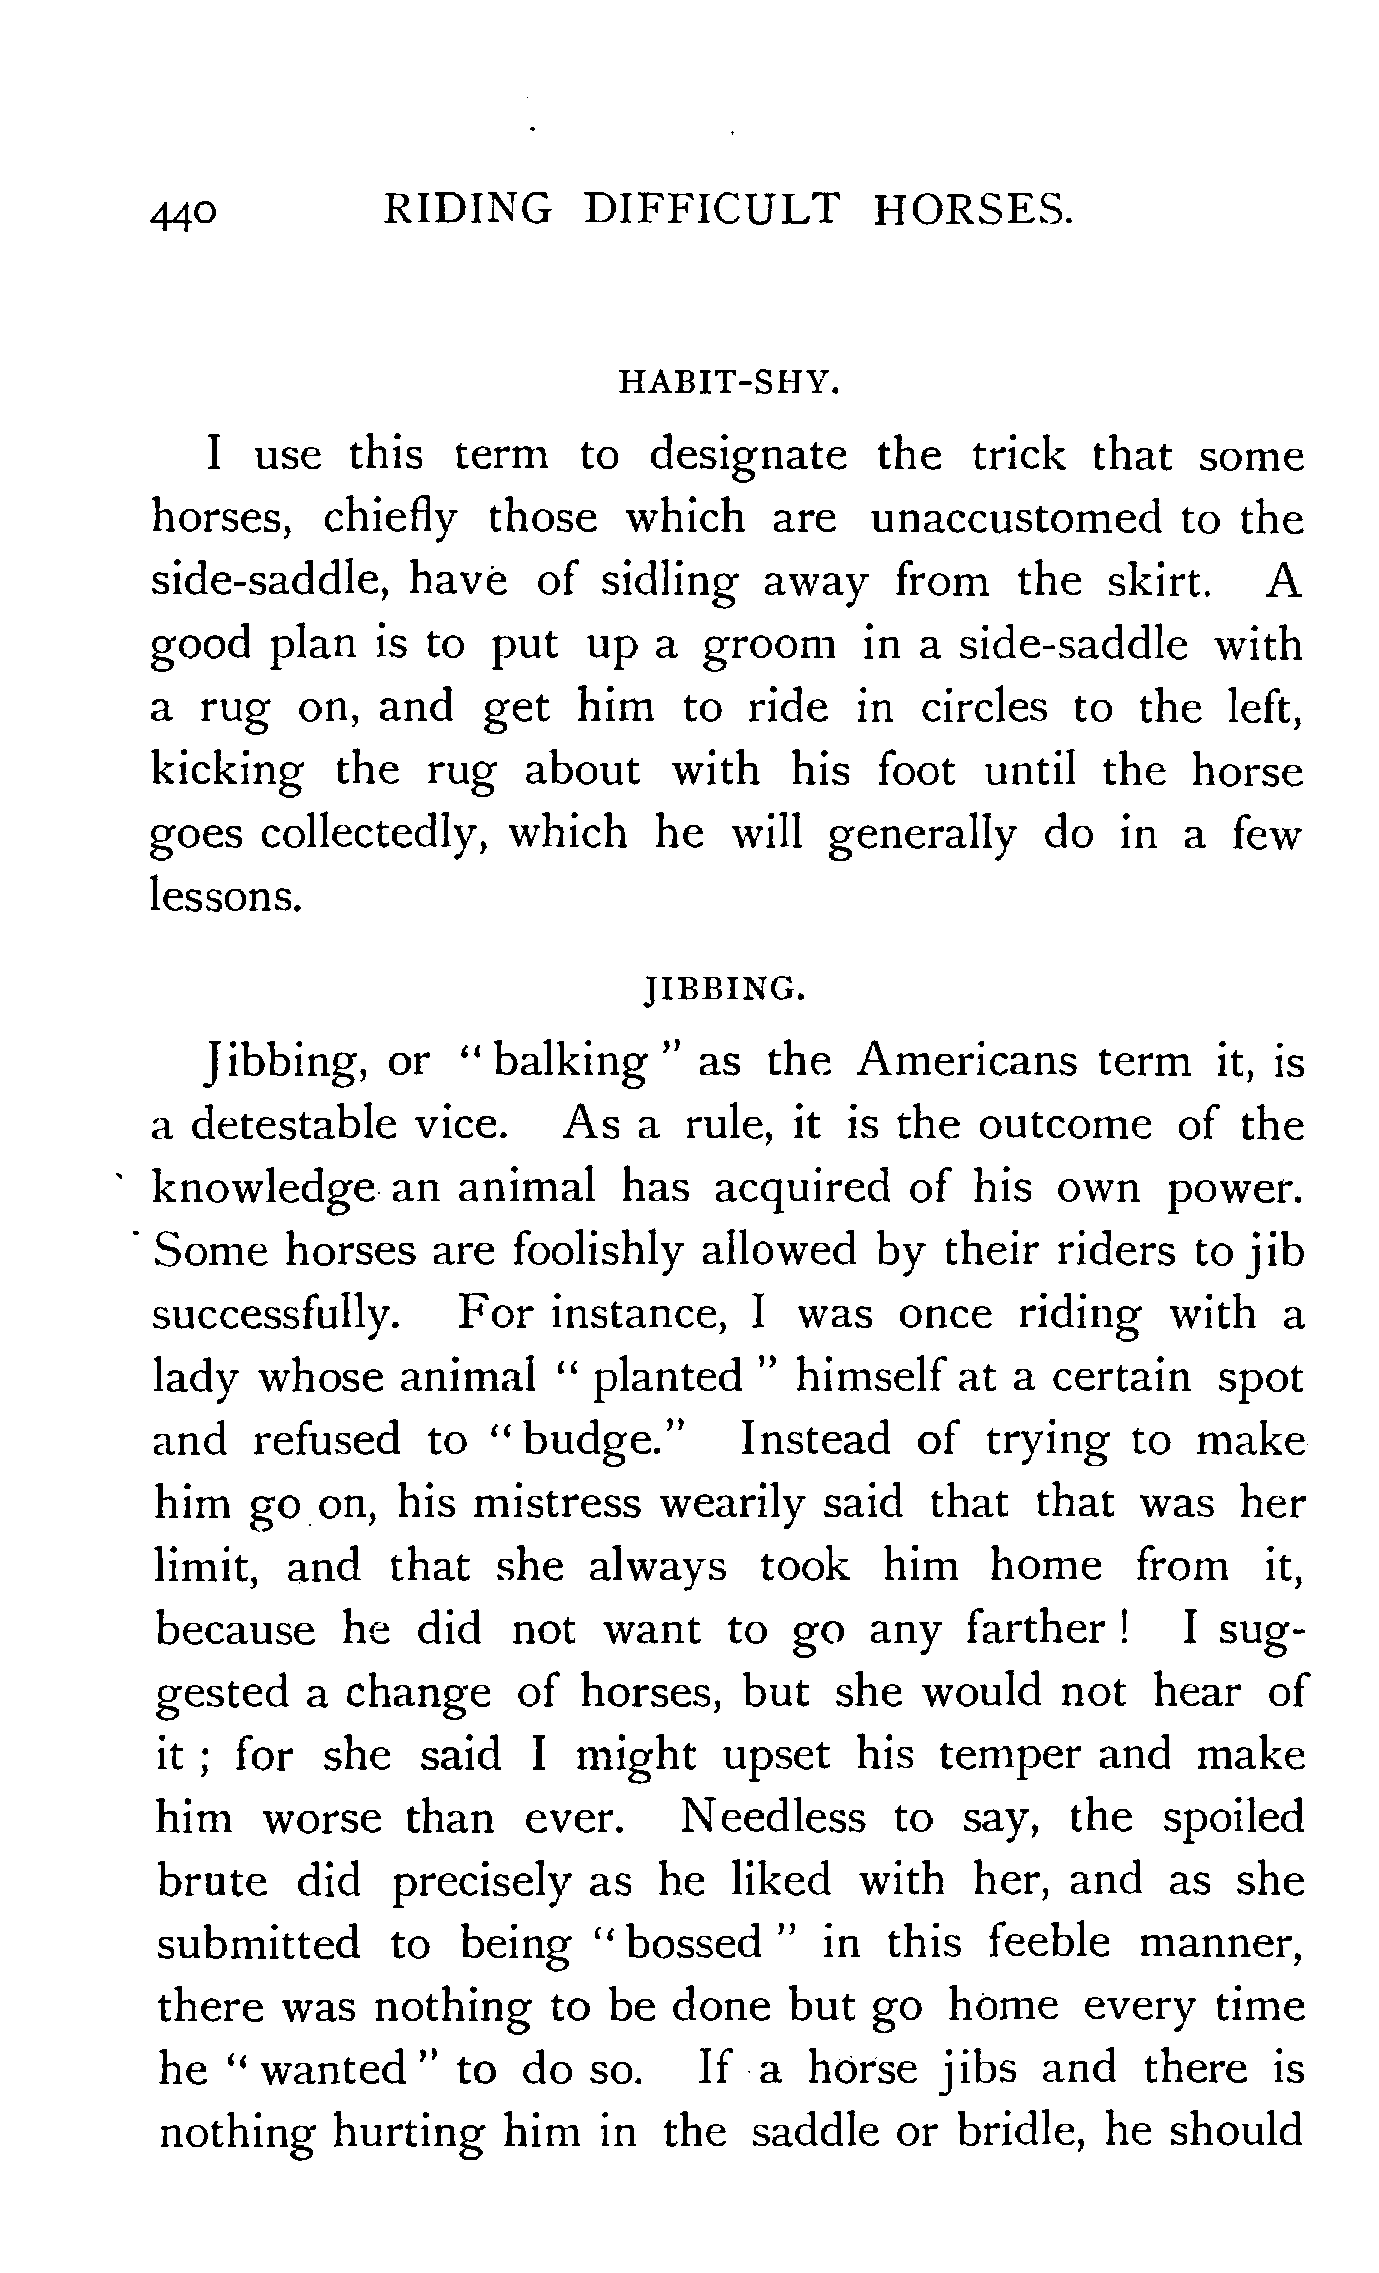 440 RIDING DIFFICULT HORSES.
HABIT-SHY.
I use this term to designate the trick that some
horses, chiefly those which are unaccustomed to the
side-saddle, have of sidling away from the skirt. A
good plan is to put up a groom in a side-saddle with
a rug on, and get him to ride in circles to the left,
kicking the rug about with his foot until the horse
goes collectedly, which he will generally do in a few
lessons.
JIBBING.
Jibbing, or “balking” as the Americans term it, is
a detestable vice. As a rule, it is the outcome of the
knowledge an animal has acquired of his own power.
Some horses are foolishly allowed by their riders to jib
successfully. For instance, I was once riding with a
lady whose animal “planted” himself at a certain spot
and refused to “budge.” Instead of trying to make
him go on, his mistress wearily said that that was her
limit, and that she always took him home from it,
because he did not want to go any farther! I sug-
gested a change of horses, but she would not hear of
it; for she said I might upset his temper and make
him worse than ever. Needless to say, the spoiled
brute did precisely as he liked with her, and as she
submitted to being “bossed” in this feeble manner,
there was nothing to be done but go home every time
he “wanted” to do so. If a horse jibs and there is
nothing hurting him in the saddle or bridle, he should